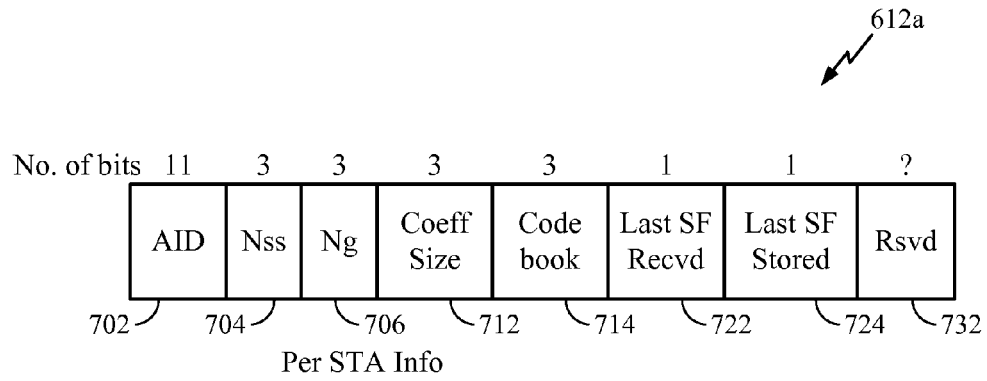 612a
No. of bits 11 3 3 3 3 1 1 ?
AID Nss Ng Coeff Size Code book Last SF Recvd Last SF Stored Rsvd
702 704 706 712 714 722 724 732
Per STA Info